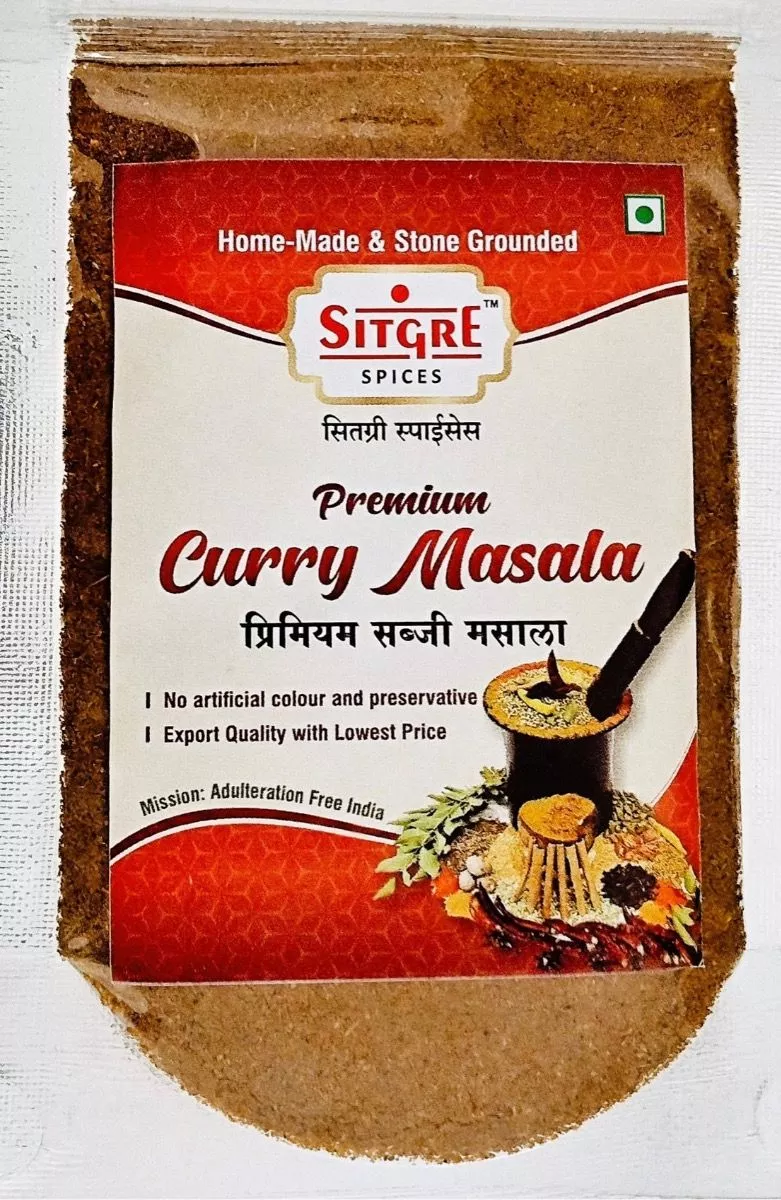 Home-Made & Stone Grounded
SITGRE™
SPICES
सितग्री स्पाईसेस
Premium
Curry Masala
प्रिमियम सब्जी मसाला
I No artificial colour and preservative
I Export Quality with Lowest Price
Mission: Adulteration Free India